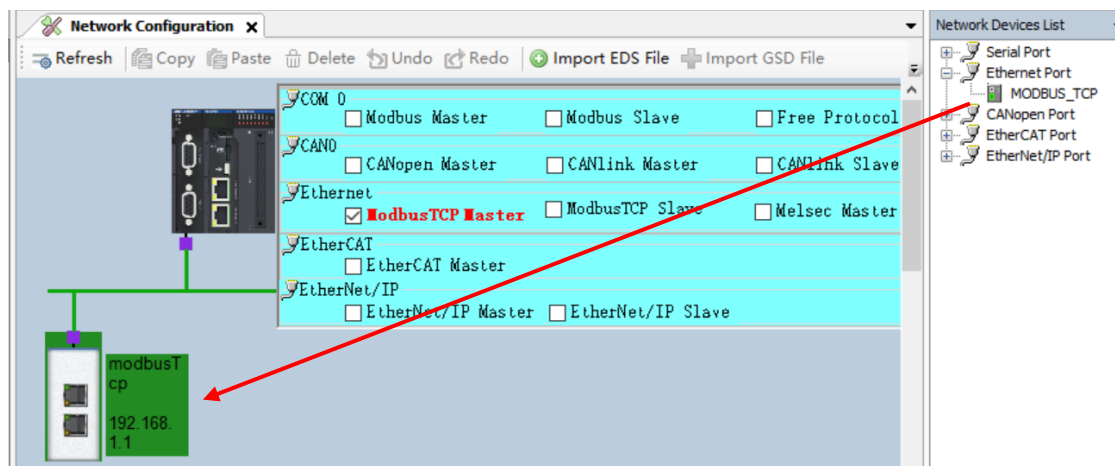 Network Configuration X
Refresh Copy Paste Delete Undo Redo Import EDS File Import GSD File
COM 0
Modbus Master Modbus Slave Free Protocol
CAN0
CANopen Master CANlink Master CANlink Slave
Ethernet
ModbusTCP Master ModbusTCP Slave Melsec Master
EtherCAT
EtherCAT Master
EtherNet/IP
EtherNet/IP Master EtherNet/IP Slave
modbusT
cp
192.168.
1.1
Network Devices List
Serial Port
Ethernet Port
MODBUS_TCP
CANopen Port
EtherCAT Port
EtherNet/IP Port